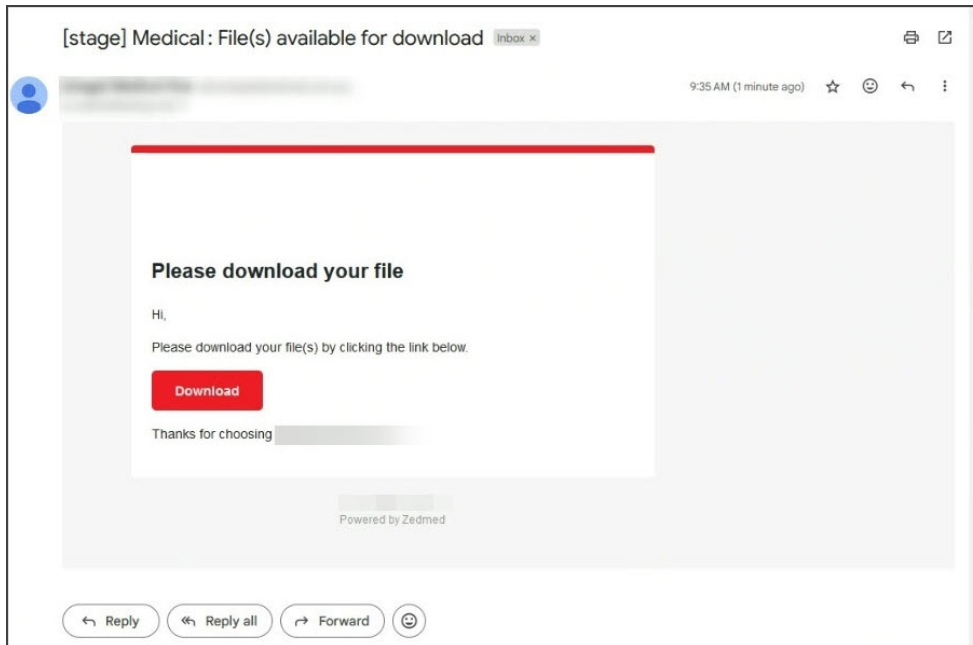 [stage] Medical : File(s) available for download Inbox ×
9:35 AM (1 minute ago)
Please download your file
Hi,
Please download your file(s) by clicking the link below.
Download
Thanks for choosing
Powered by Zedmed
Reply Reply all Forward